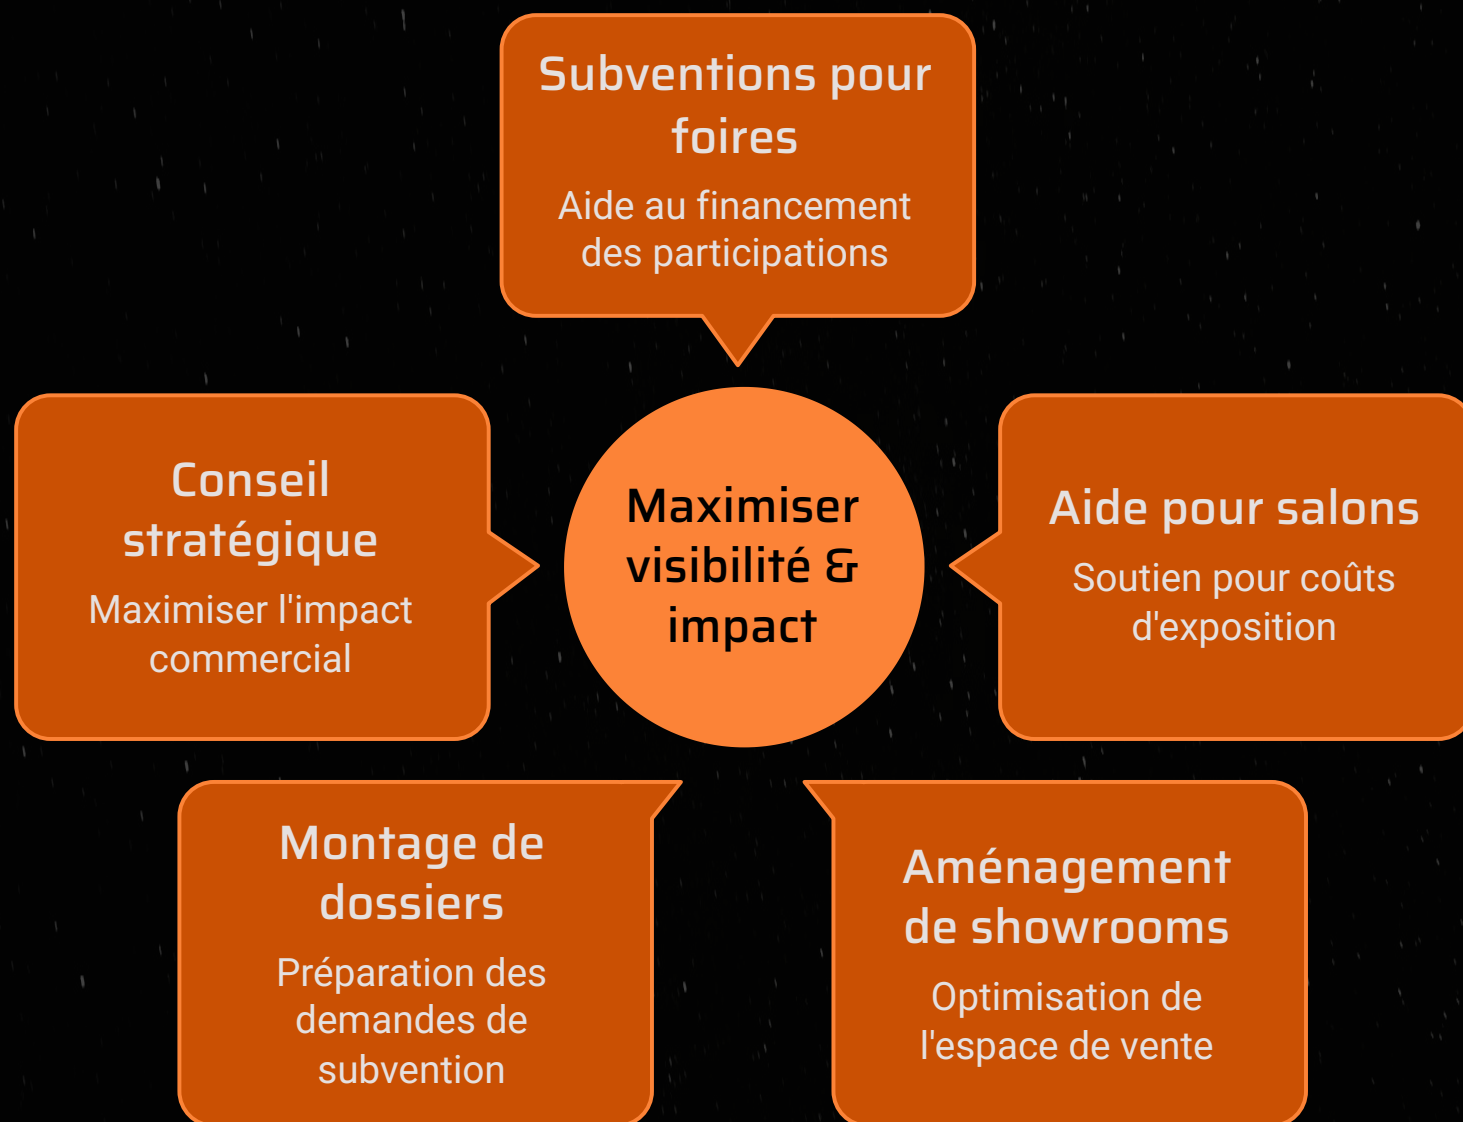 Subventions pour
foires
Aide au financement
des participations
Conseil
stratégique
Maximiser l'impact
commercial
Maximiser
visibilité &
impact
Aide pour salons
Soutien pour coûts
d'exposition
Montage de
dossiers
Préparation des
demandes de
subvention
Aménagement
de showrooms
Optimisation de
l'espace de vente